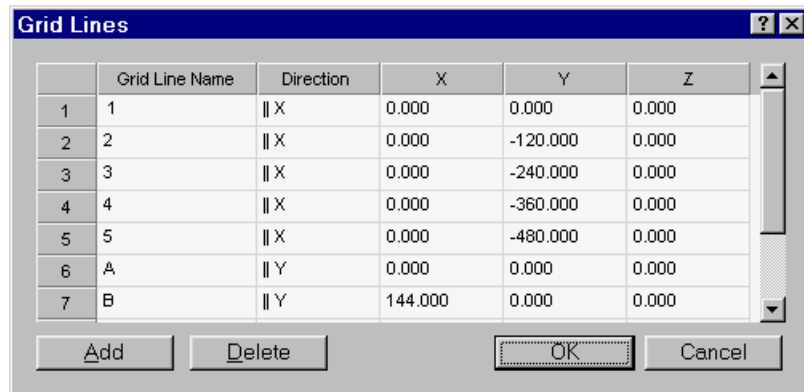 Grid Lines
Grid Line Name Direction X Y Z
1 1 || X 0.000 0.000 0.000
2 2 || X 0.000 -120.000 0.000
3 3 || X 0.000 -240.000 0.000
4 4 || X 0.000 -360.000 0.000
5 5 || X 0.000 -480.000 0.000
6 A || Y 0.000 0.000 0.000
7 B || Y 144.000 0.000 0.000
Add Delete OK Cancel